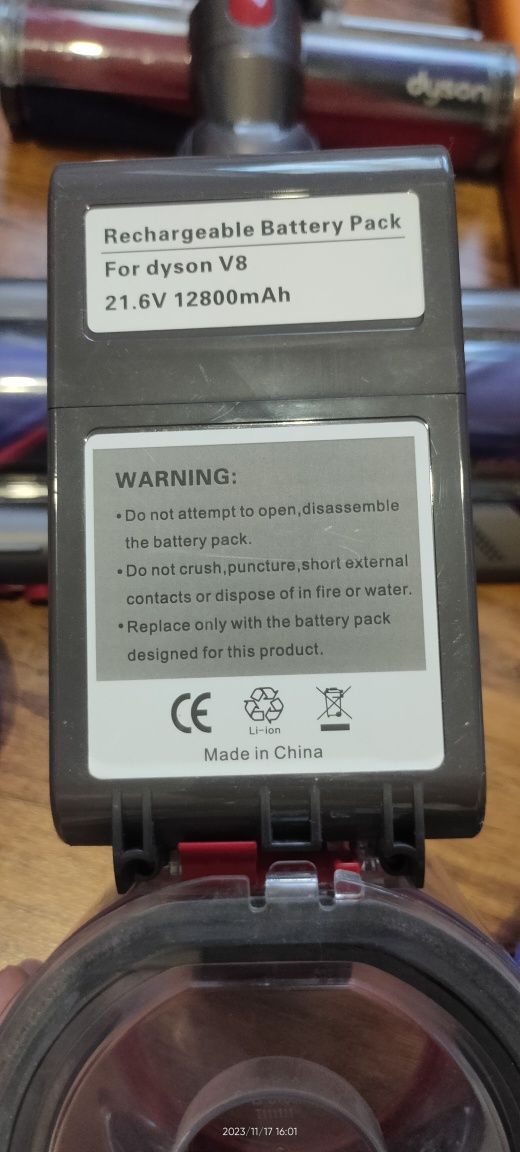 dyson
Rechargeable Battery Pack
For dyson V8
21.6V 12800mAh
WARNING:
•Do not attempt to open,disassemble
the battery pack.
•Do not crush,puncture,short external
contacts or dispose of in fire or water.
•Replace only with the battery pack
designed for this product.
CE
Li-ion
Made in China
2023/11/17 16:01